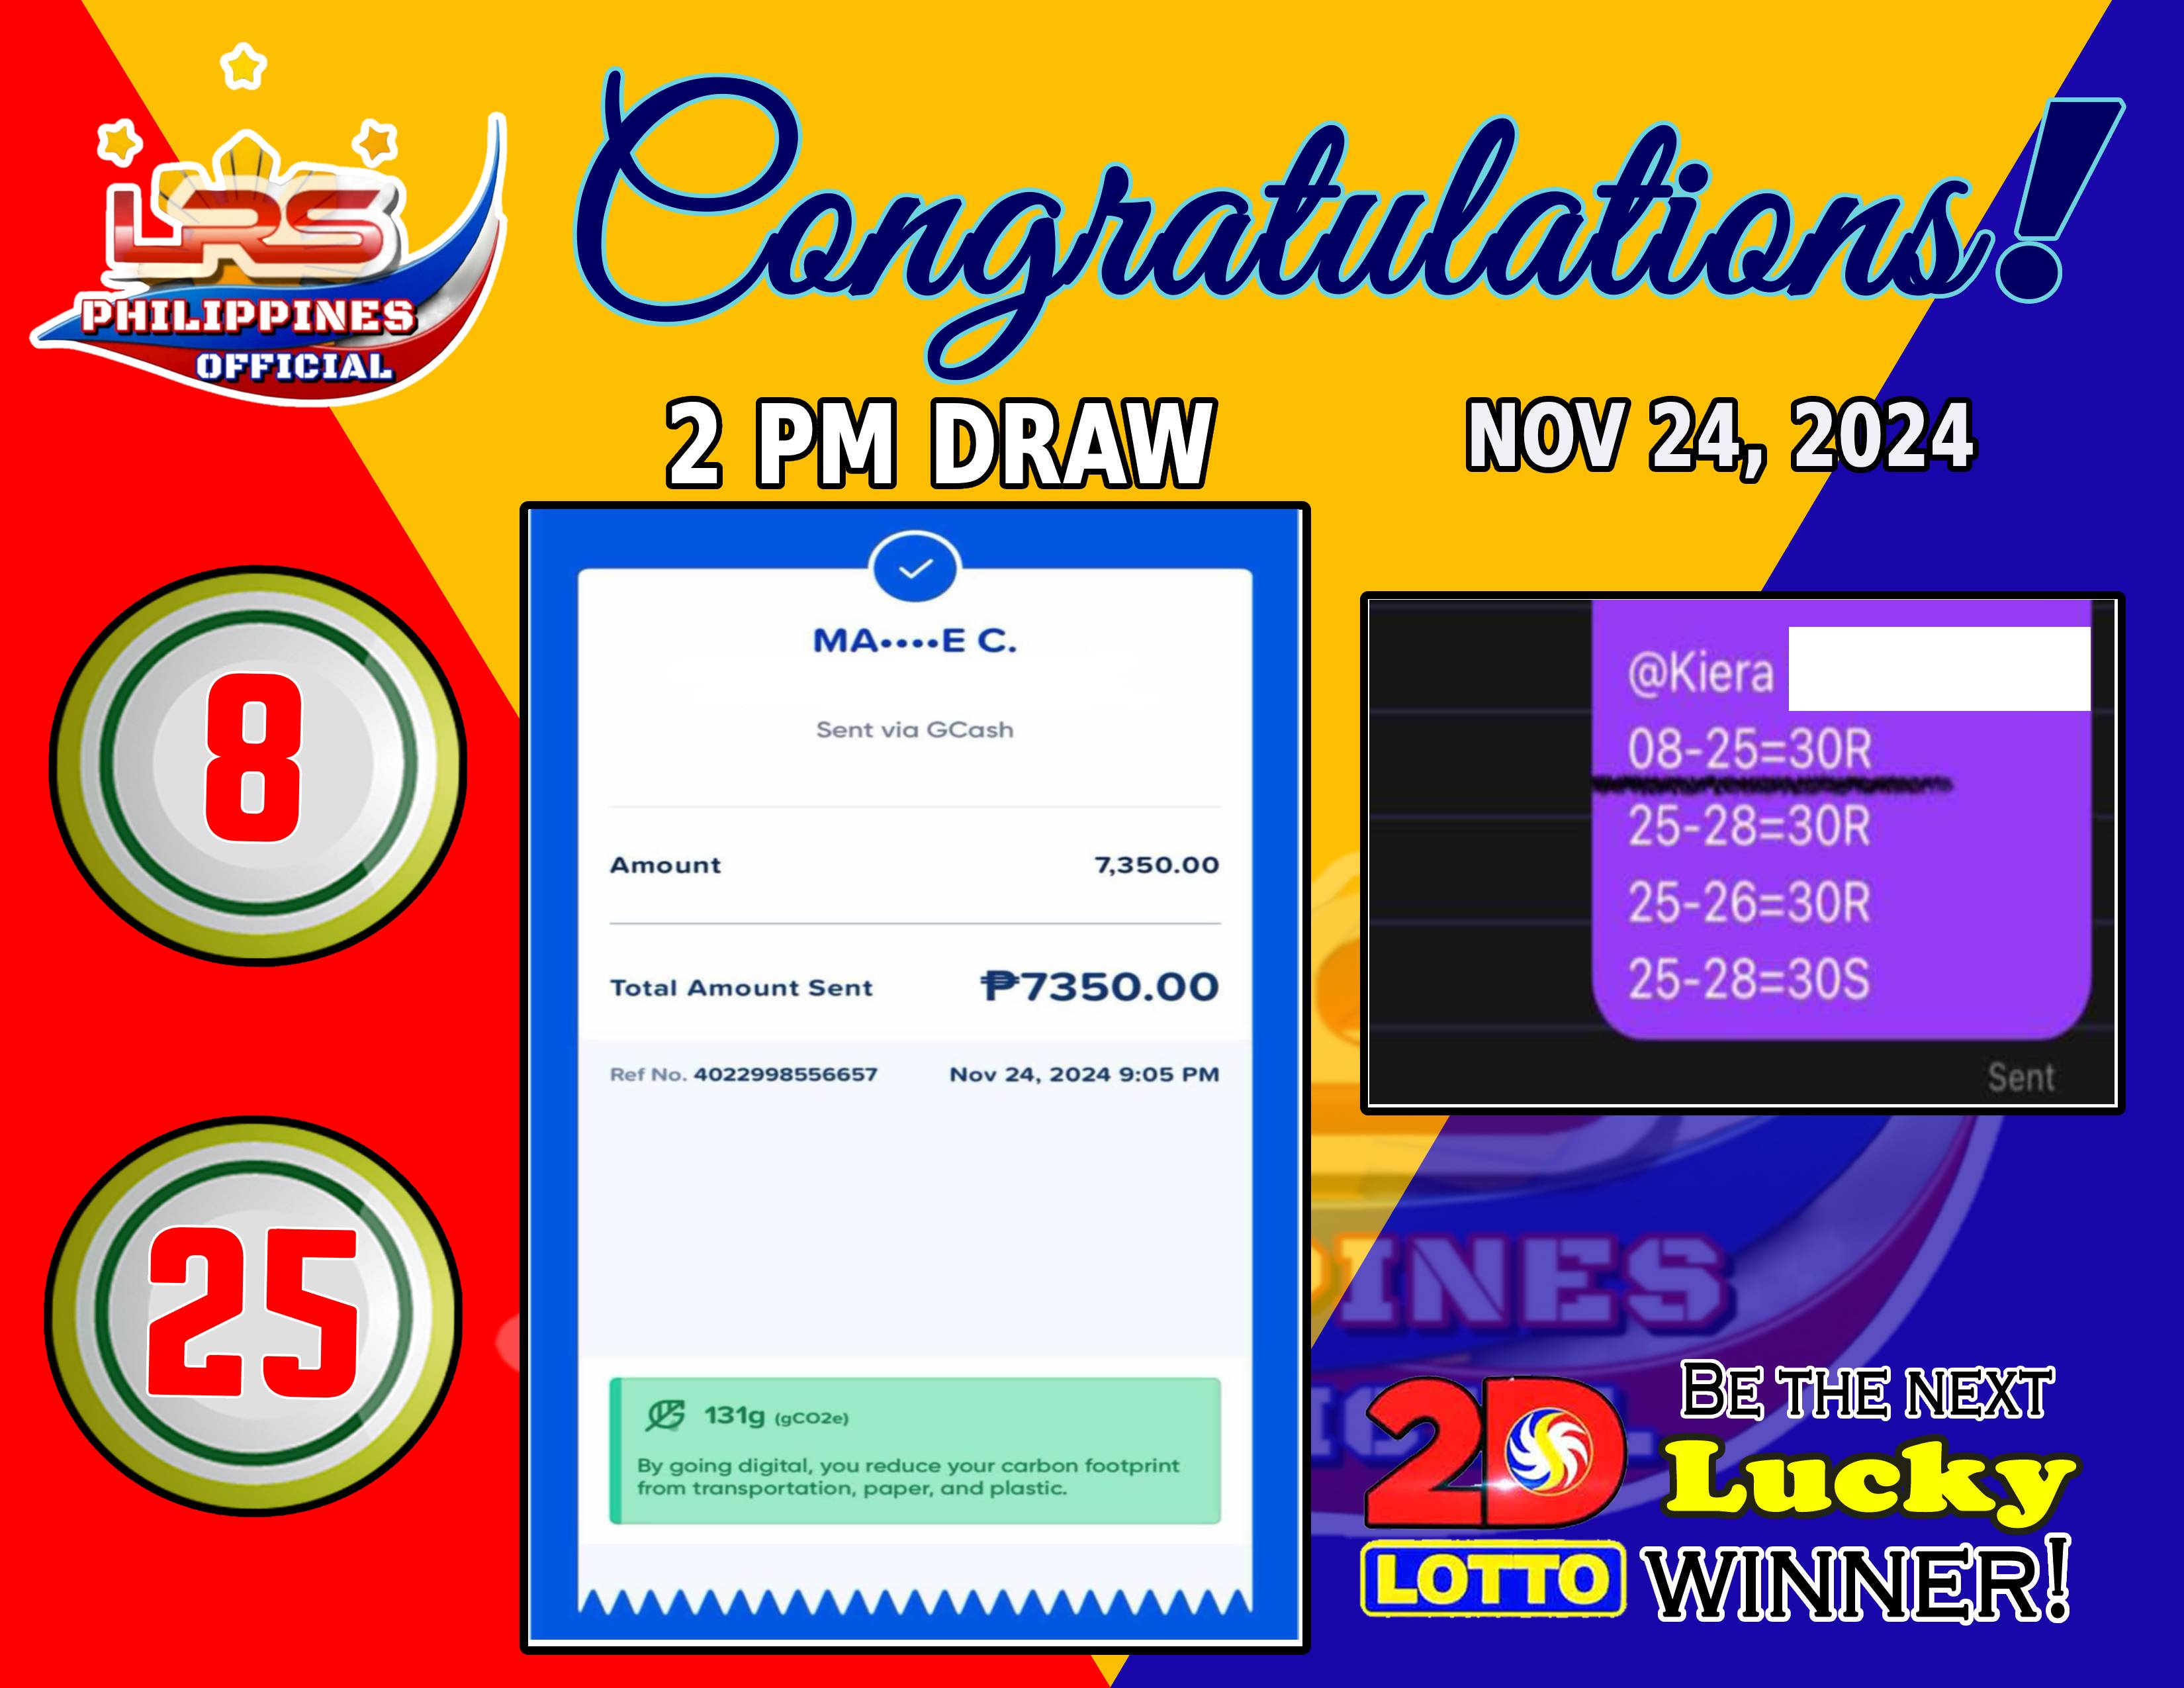 LRS
PHILIPPINES
OFFICIAL
Congratulations!
2 PM DRAW
NOV 24, 2024
8
25
MA••••E C.
Sent via GCash
Amount 7,350.00
Total Amount Sent ₱7350.00
Ref No. 4022998556657 Nov 24, 2024 9:05 PM
131g (gCO2e)
By going digital, you reduce your carbon footprint
from transportation, paper, and plastic.
@Kiera
08-25=30R
25-28=30R
25-26=30R
25-28=30S
Sent
PINES
2D
LOTTO
BE THE NEXT
Lucky
WINNER!